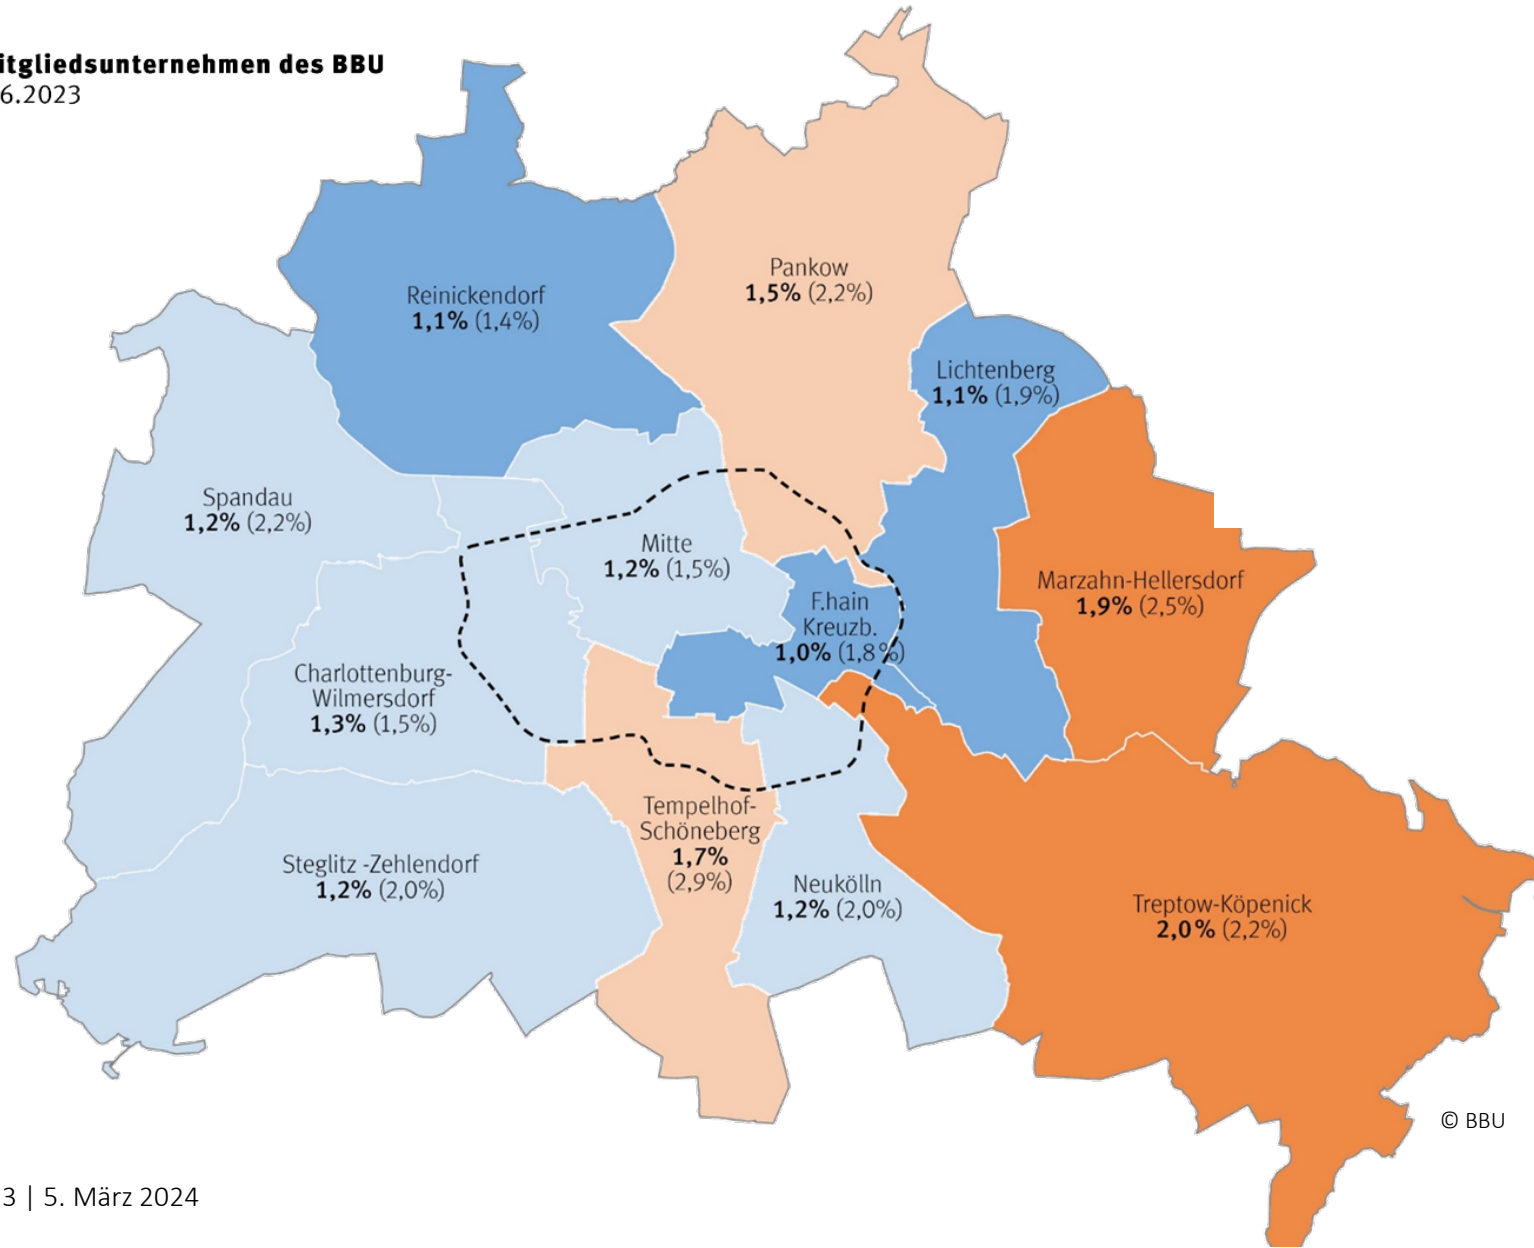 itgliedsunternehmen des BBU
6.2023
Pankow
1,5% (2,2%)
Reinickendorf
1,1% (1,4%)
Lichtenberg
1,1% (1,9%)
Spandau
1,2% (2,2%)
Mitte
1,2% (1,5%)
Marzahn-Hellersdorf
1,9% (2,5%)
F.hain
Kreuzb.
1,0% (1,8%)
Charlottenburg-
Wilmersdorf
1,3% (1,5%)
Tempelhof-
Schöneberg
1,7%
(2,9%)
Steglitz -Zehlendorf
1,2% (2,0%)
Neukölln
1,2% (2,0%)
Treptow-Köpenick
2,0% (2,2%)
© BBU
3 | 5. März 2024